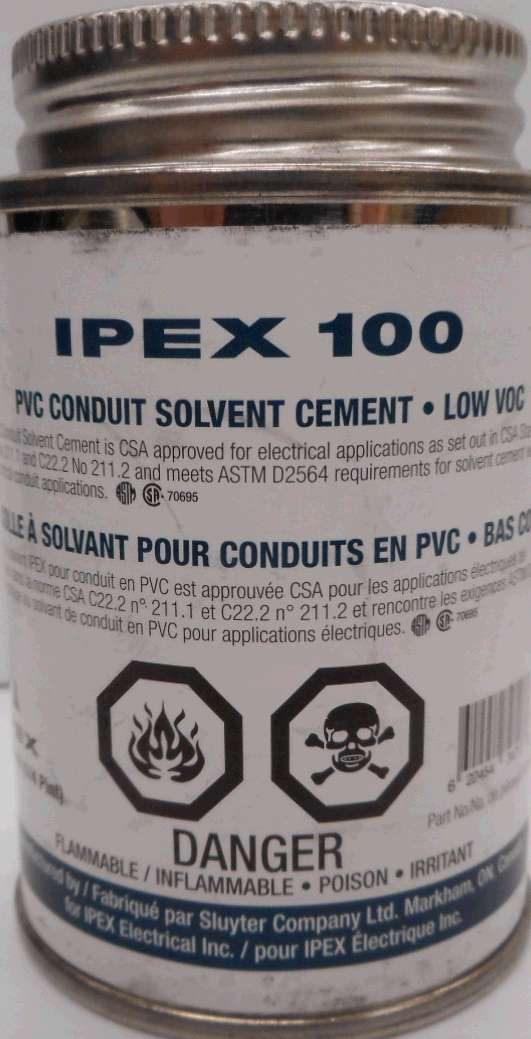 IPEX 100
PVC CONDUIT SOLVENT CEMENT • LOW VOC
Solvent Cement is CSA approved for electrical applications as set out in CSA
and C22.2 No 211.2 and meets ASTM D2564 requirements for solvent cement
conduit applications. 70695
À SOLVANT POUR CONDUITS EN PVC • BAS
IPEX pour conduit en PVC est approuvée CSA pour les applications électriques
norme CSA C22.2 n° 211.1 et C22.2 n° 211.2 et rencontre les exigences
solvant de conduit en PVC pour applications électriques. 70695
Part No/No.
DANGER
FLAMMABLE / INFLAMMABLE • POISON • IRRITANT
by / Fabriqué par Sluyter Company Ltd. Markham, ON,
for IPEX Electrical Inc. / pour IPEX Électrique Inc.